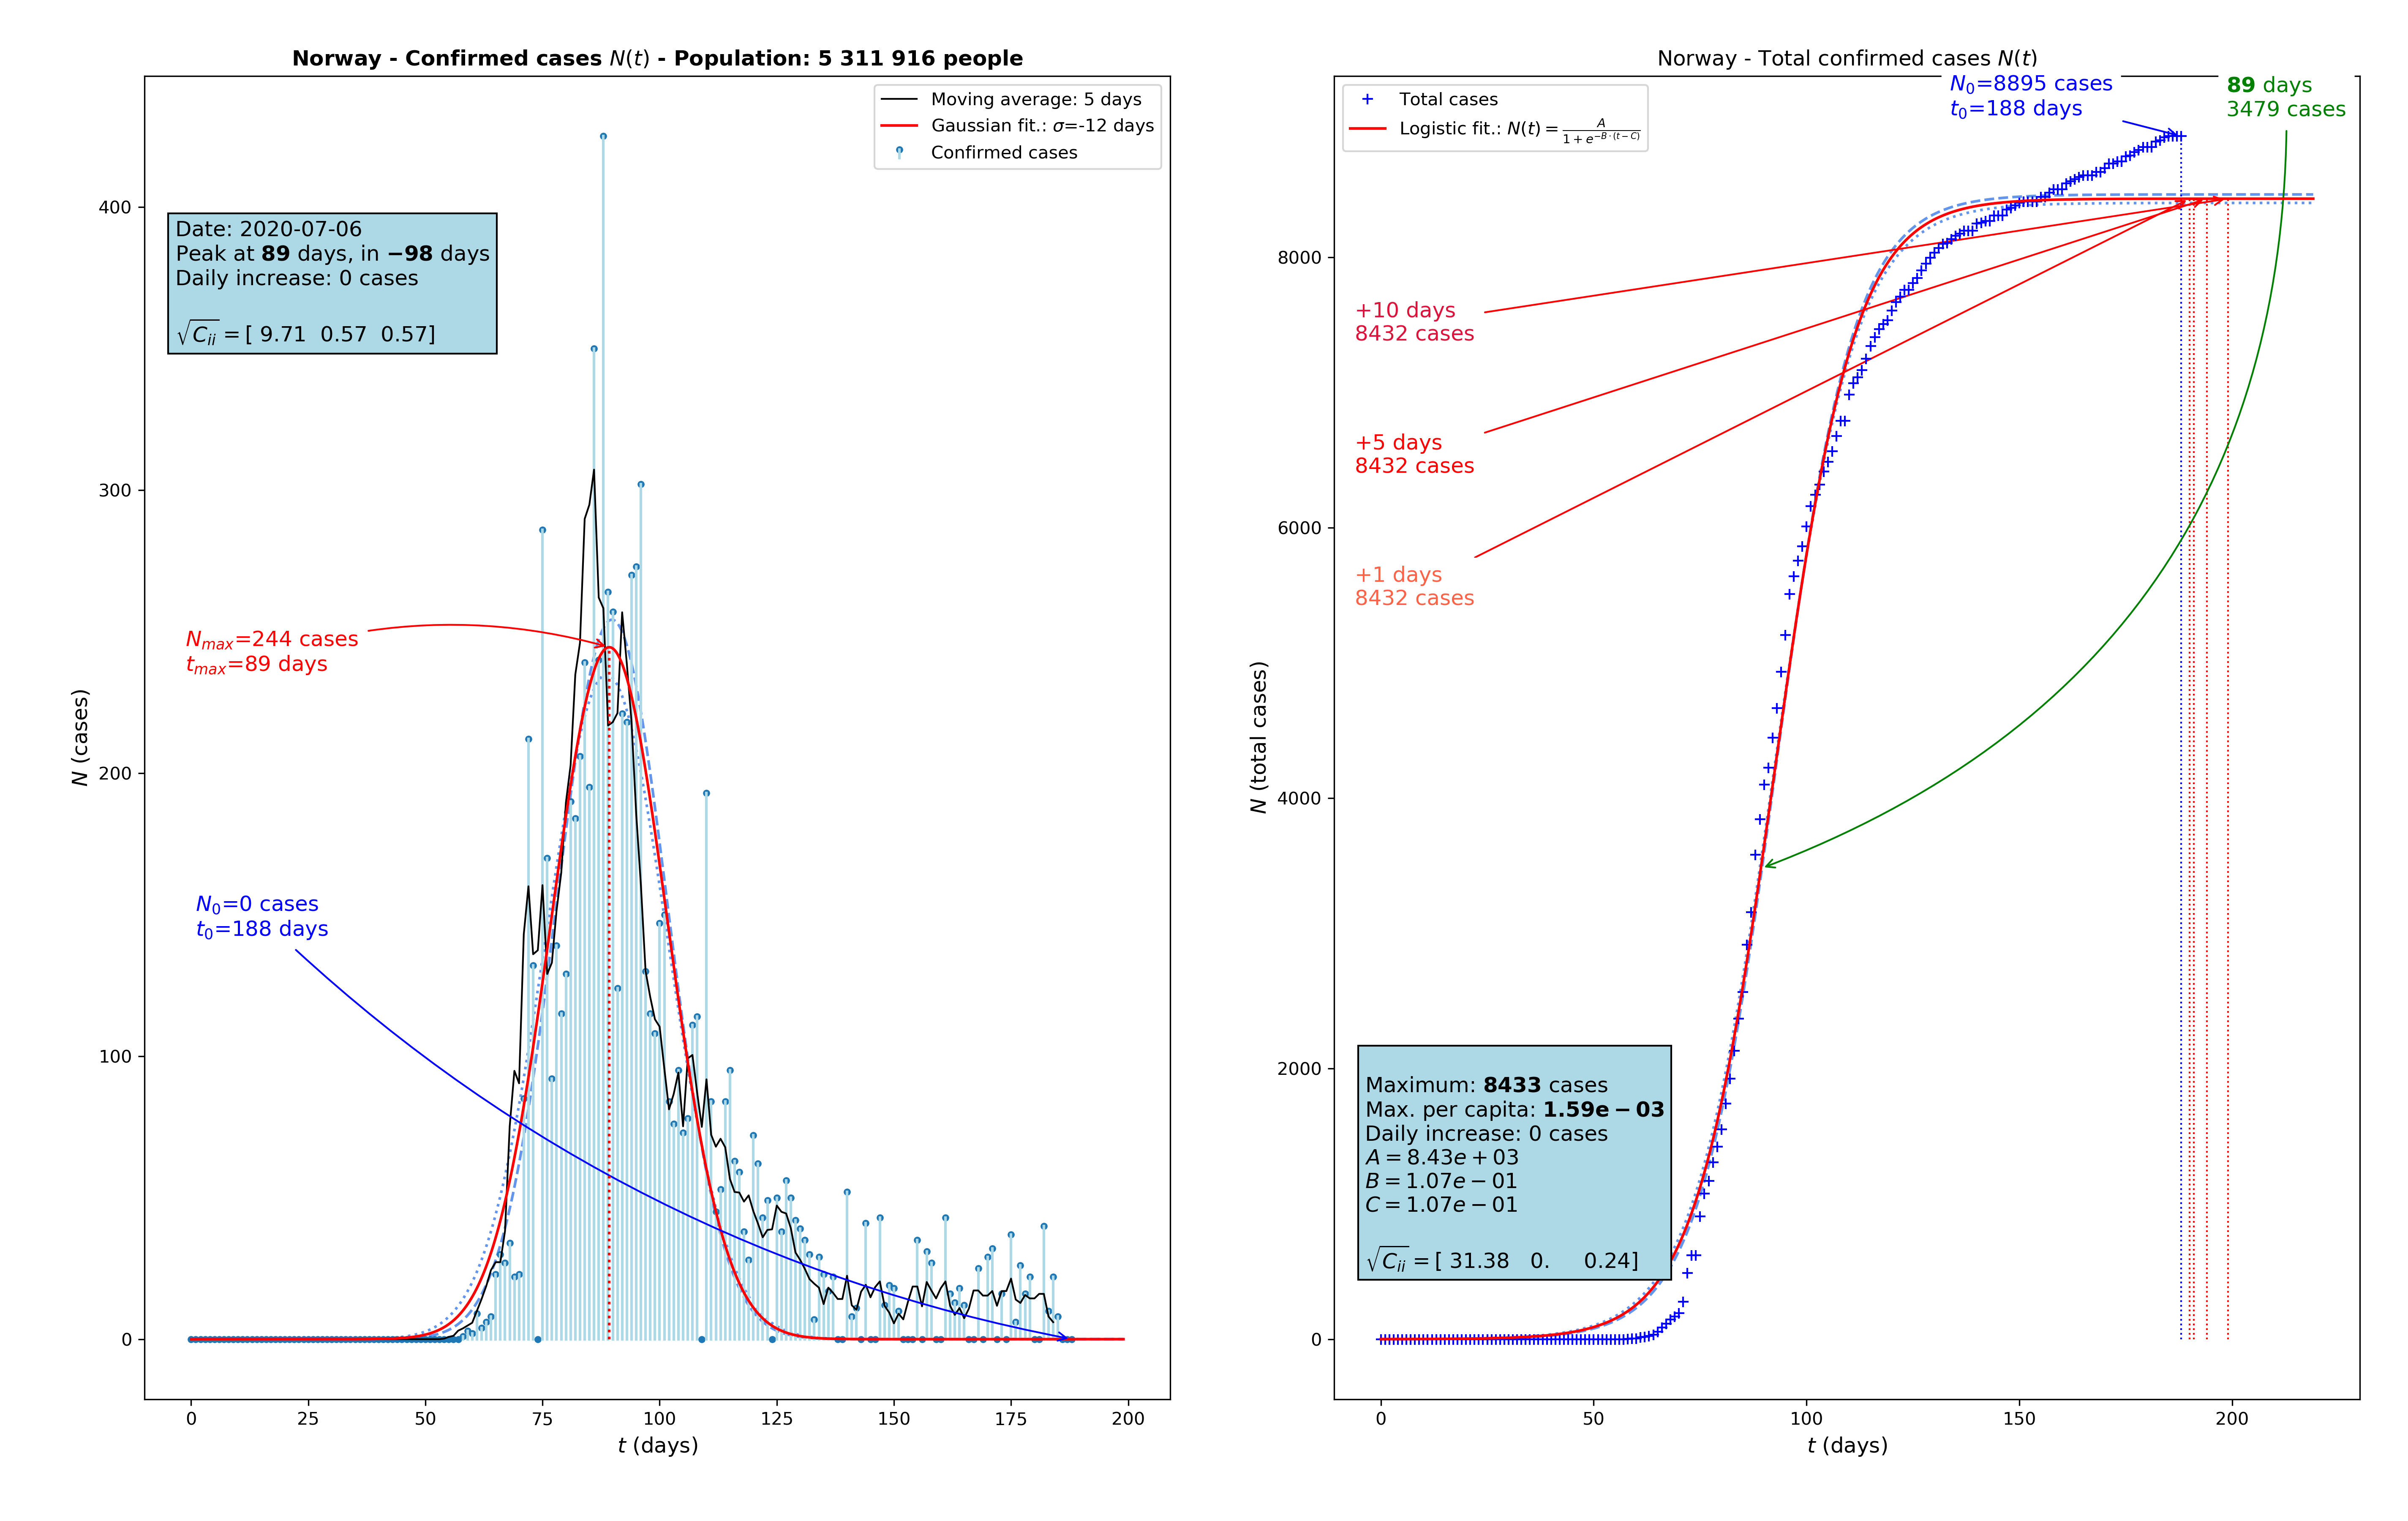 Norway - Confirmed cases N(t) - Population: 5 311 916 people
Moving average: 5 days
Gaussian fit.: σ=-12 days
Confirmed cases
Date: 2020-07-06
Peak at 89 days, in −98 days
Daily increase: 0 cases
√C_ii = [ 9.71 0.57 0.57]
N_max=244 cases
t_max=89 days
N_0=0 cases
t_0=188 days
400
300
200
100
0
N (cases)
0 25 50 75 100 125 150 175 200
t (days)
Norway - Total confirmed cases N(t)
Total cases
Logistic fit.: N(t) = A / (1 + e^{−B·(t−C)})
N_0=8895 cases
t_0=188 days
89 days
3479 cases
+10 days
8432 cases
+5 days
8432 cases
+1 days
8432 cases
Maximum: 8433 cases
Max. per capita: 1.59e − 03
Daily increase: 0 cases
A = 8.43e + 03
B = 1.07e − 01
C = 1.07e − 01
√C_ii = [ 31.38 0. 0.24]
8000
6000
4000
2000
0
N (total cases)
0 50 100 150 200
t (days)